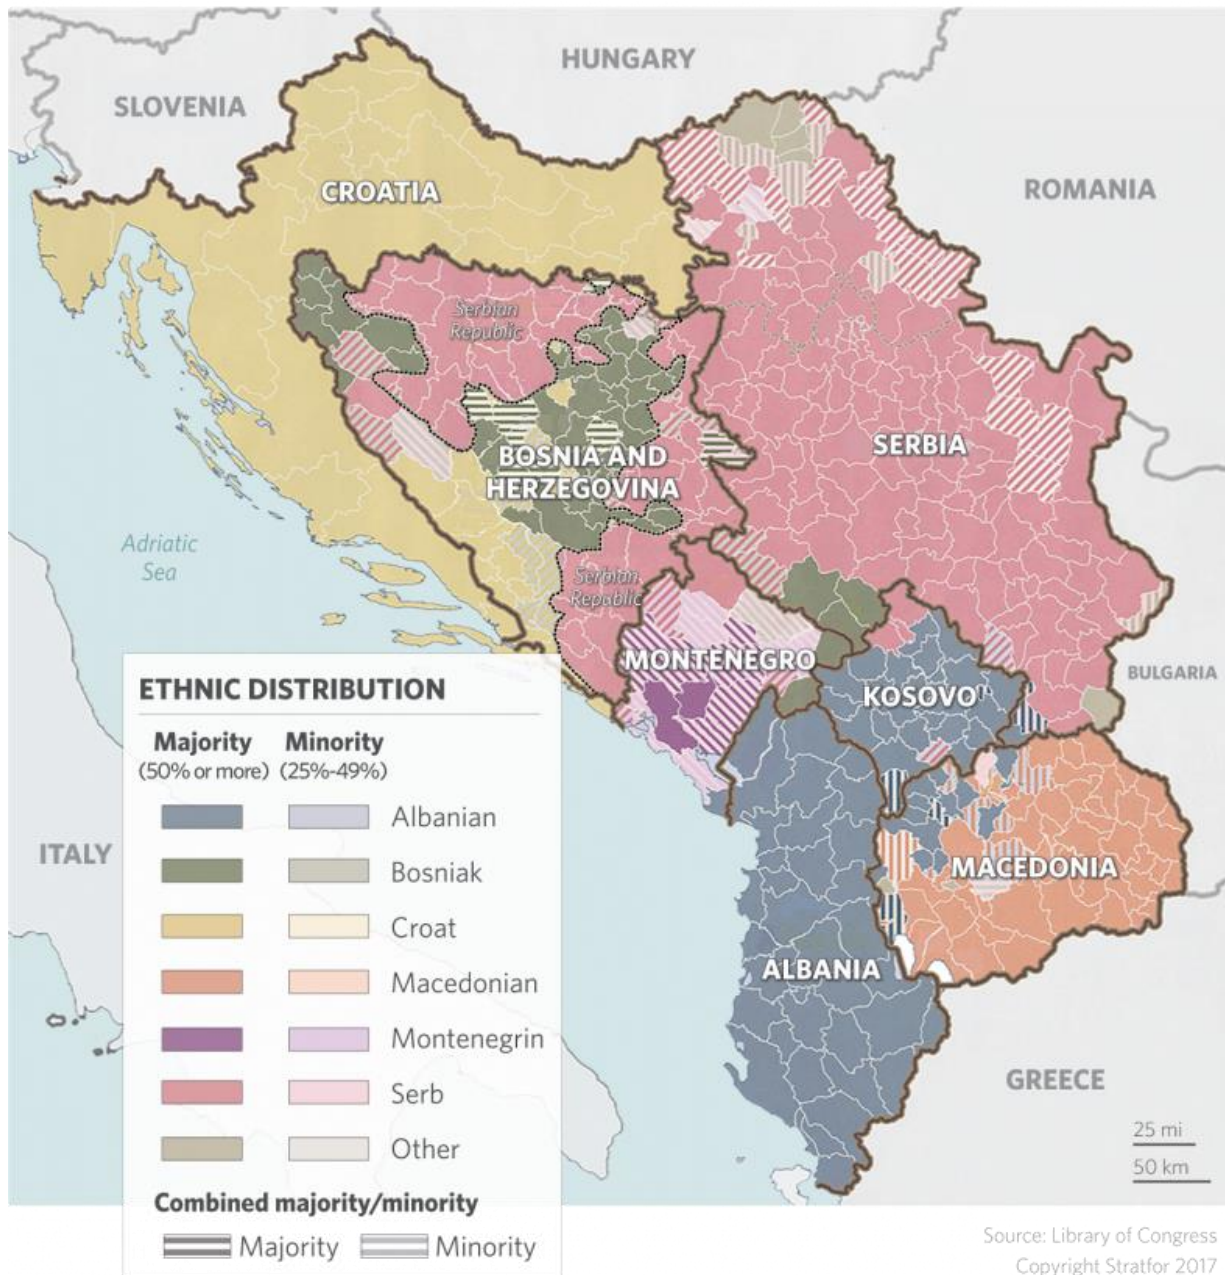 HUNGARY
SLOVENIA
CROATIA
ROMANIA
Serbian
Republic
SERBIA
BOSNIA AND
HERZEGOVINA
Adriatic
Sea
Serbian
Republic
MONTENEGRO
KOSOVO
BULGARIA
ITALY
MACEDONIA
ALBANIA
GREECE
25 mi
50 km
ETHNIC DISTRIBUTION
Majority Minority
(50% or more) (25%-49%)
Albanian
Bosniak
Croat
Macedonian
Montenegrin
Serb
Other
Combined majority/minority
Majority Minority
Source: Library of Congress
Copyright Stratfor 2017